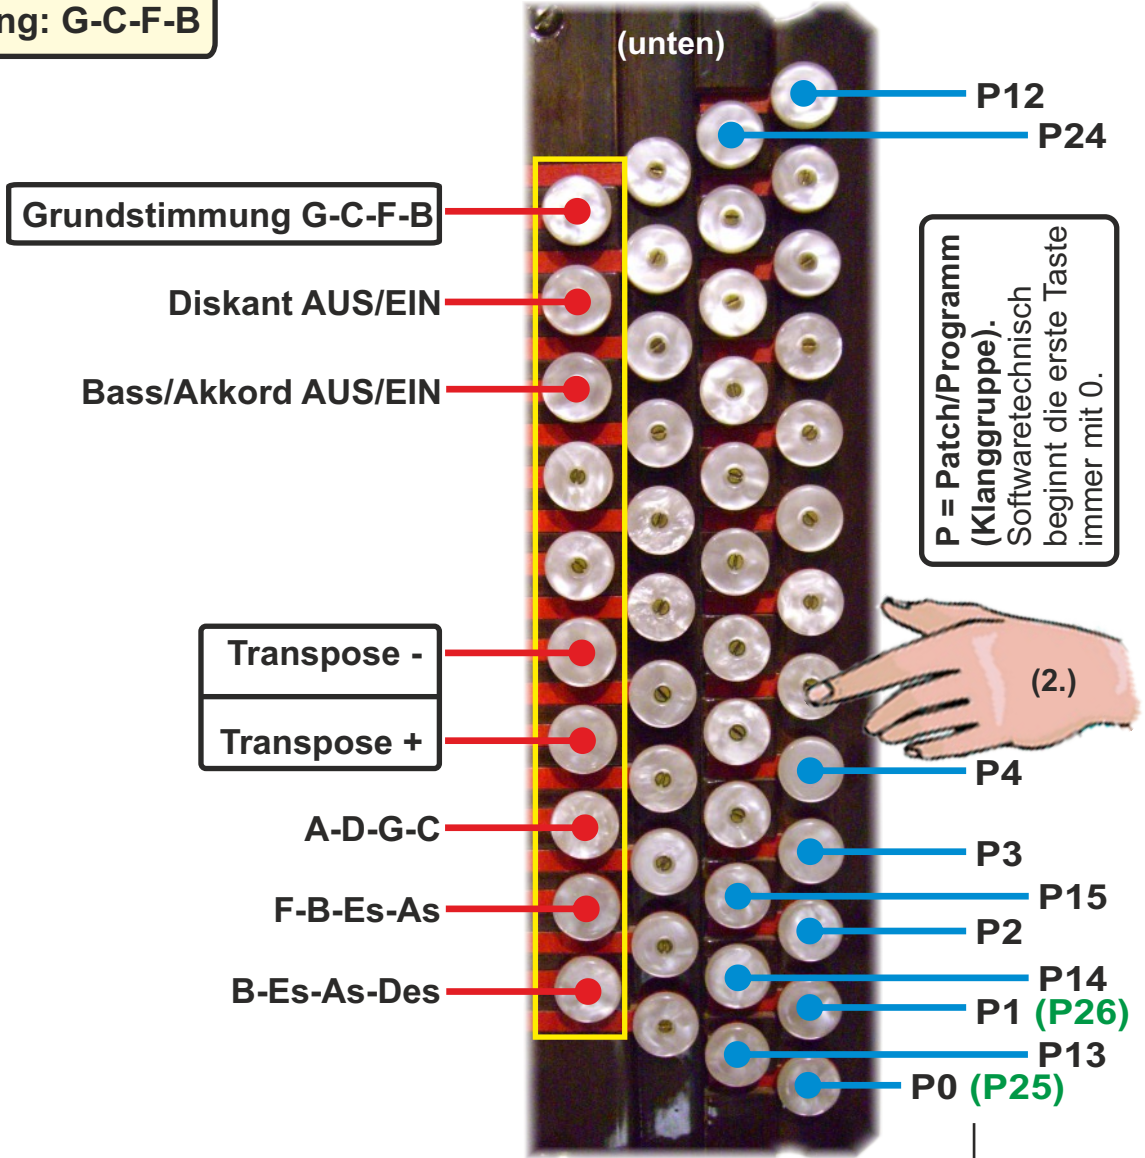 ng: G-C-F-B
(unten)
P12
P24
Grundstimmung G-C-F-B
Diskant AUS/EIN
Bass/Akkord AUS/EIN
P = Patch/Programm
(Klanggruppe).
Softwaretechnisch
beginnt die erste Taste
immer mit 0.
Transpose -
(2.)
Transpose +
P4
A-D-G-C
P3
P15
F-B-Es-As
P2
P14
B-Es-As-Des
P1 (P26)
P13
P0 (P25)